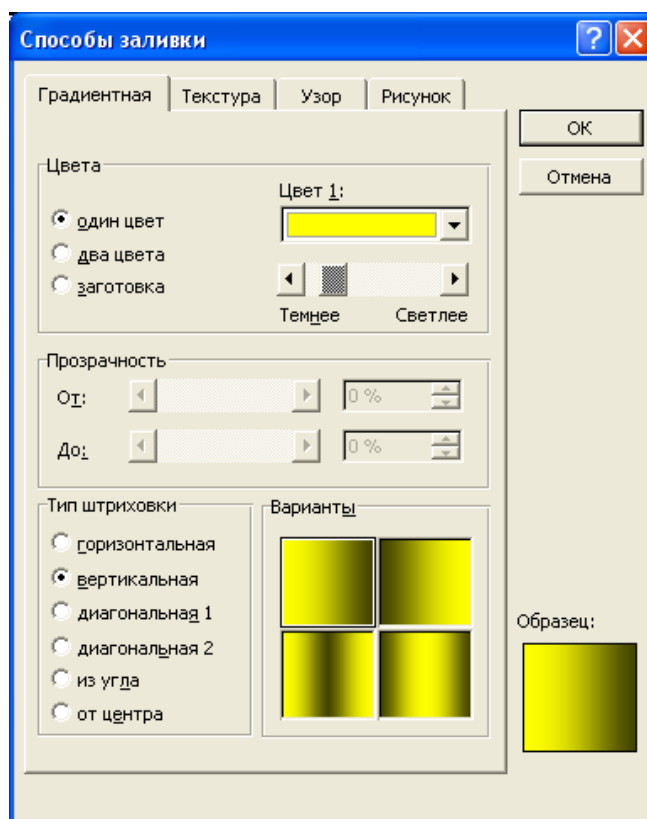 Способы заливки
Градиентная Текстура Узор Рисунок
ОК
Отмена
Цвета
один цвет
два цвета
заготовка
Цвет 1:
Темнее Светлее
Прозрачность
От: 0 %
До: 0 %
Тип штриховки
горизонтальная
вертикальная
диагональная 1
диагональная 2
из угла
от центра
Варианты
Образец: